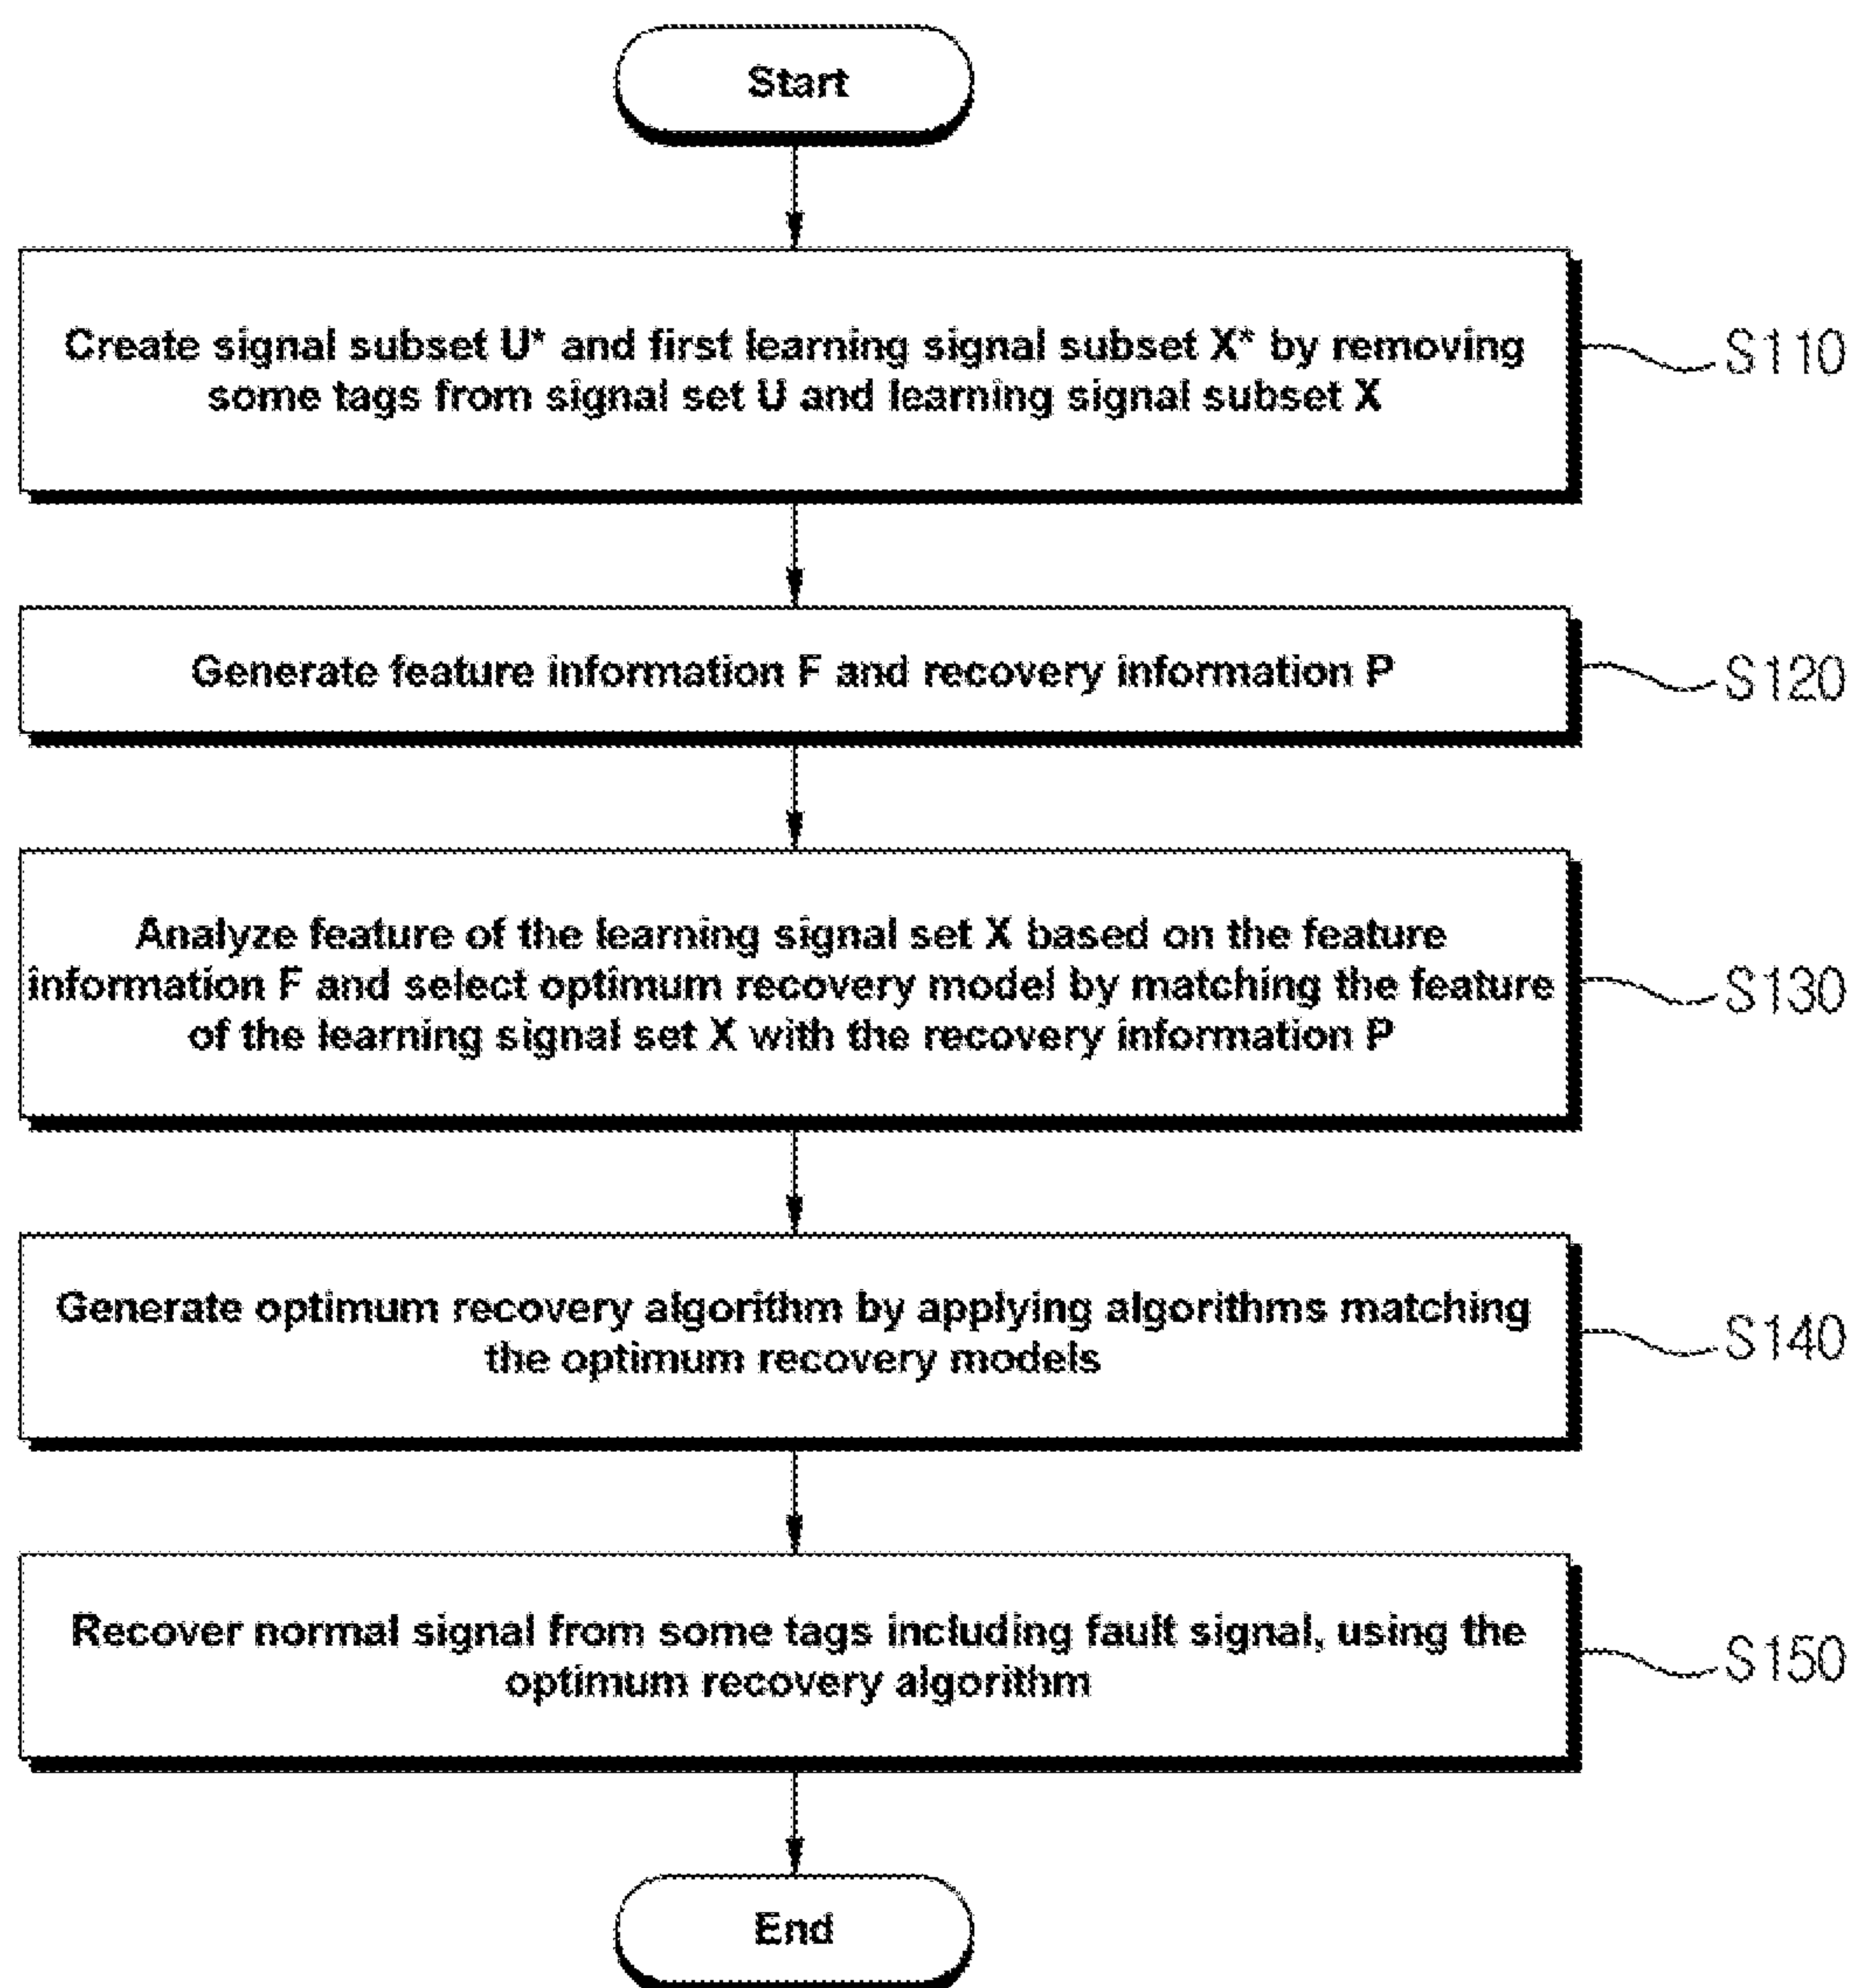 Start
Create signal subset U* and first learning signal subset X* by removing
some tags from signal set U and learning signal subset X
S110
Generate feature information F and recovery information P
S120
Analyze feature of the learning signal set X based on the feature
information F and select optimum recovery model by matching the feature
of the learning signal set X with the recovery information P
S130
Generate optimum recovery algorithm by applying algorithms matching
the optimum recovery models
S140
Recover normal signal from some tags including fault signal, using the
optimum recovery algorithm
S150
End